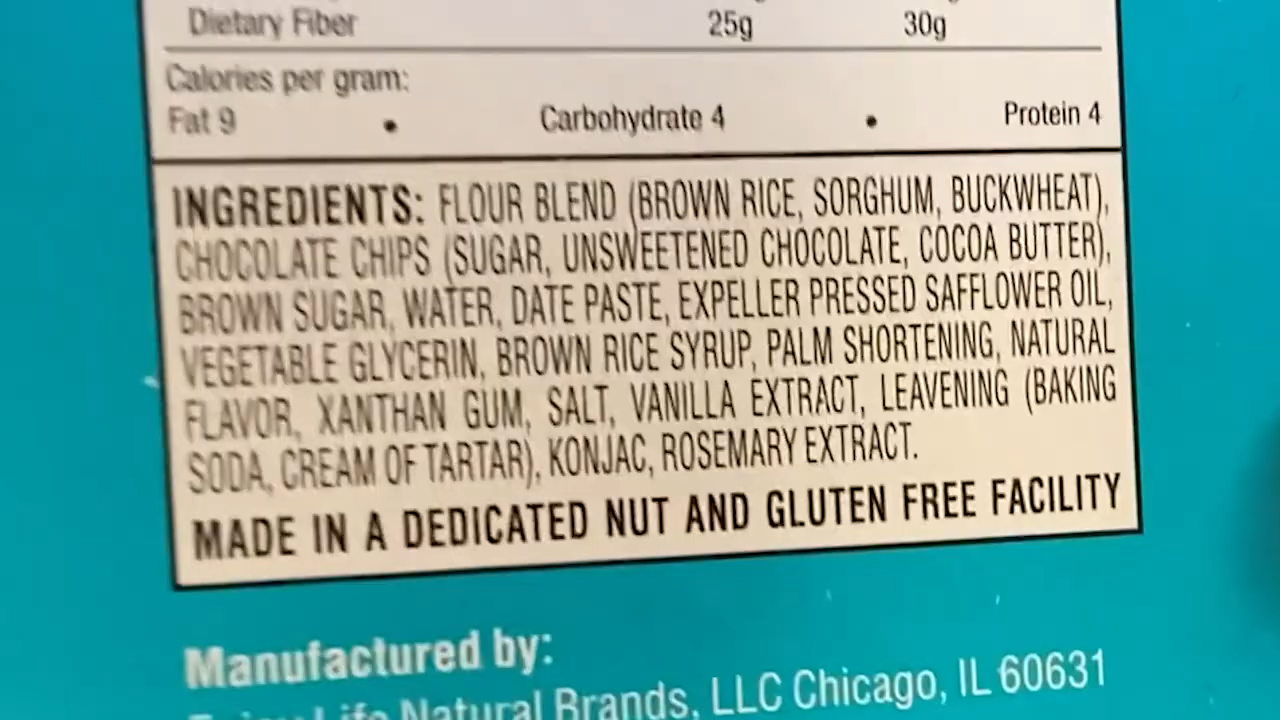 Dietary Fiber 25g 30g
Calories per gram:
Fat 9 • Carbohydrate 4 • Protein 4
INGREDIENTS: FLOUR BLEND (BROWN RICE, SORGHUM, BUCKWHEAT),
CHOCOLATE CHIPS (SUGAR, UNSWEETENED CHOCOLATE, COCOA BUTTER),
BROWN SUGAR, WATER, DATE PASTE, EXPELLER PRESSED SAFFLOWER OIL,
VEGETABLE GLYCERIN, BROWN RICE SYRUP, PALM SHORTENING, NATURAL
FLAVOR, XANTHAN GUM, SALT, VANILLA EXTRACT, LEAVENING (BAKING
SODA, CREAM OF TARTAR), KONJAC, ROSEMARY EXTRACT.
MADE IN A DEDICATED NUT AND GLUTEN FREE FACILITY
Manufactured by:
Enjoy Life Natural Brands, LLC Chicago, IL 60631